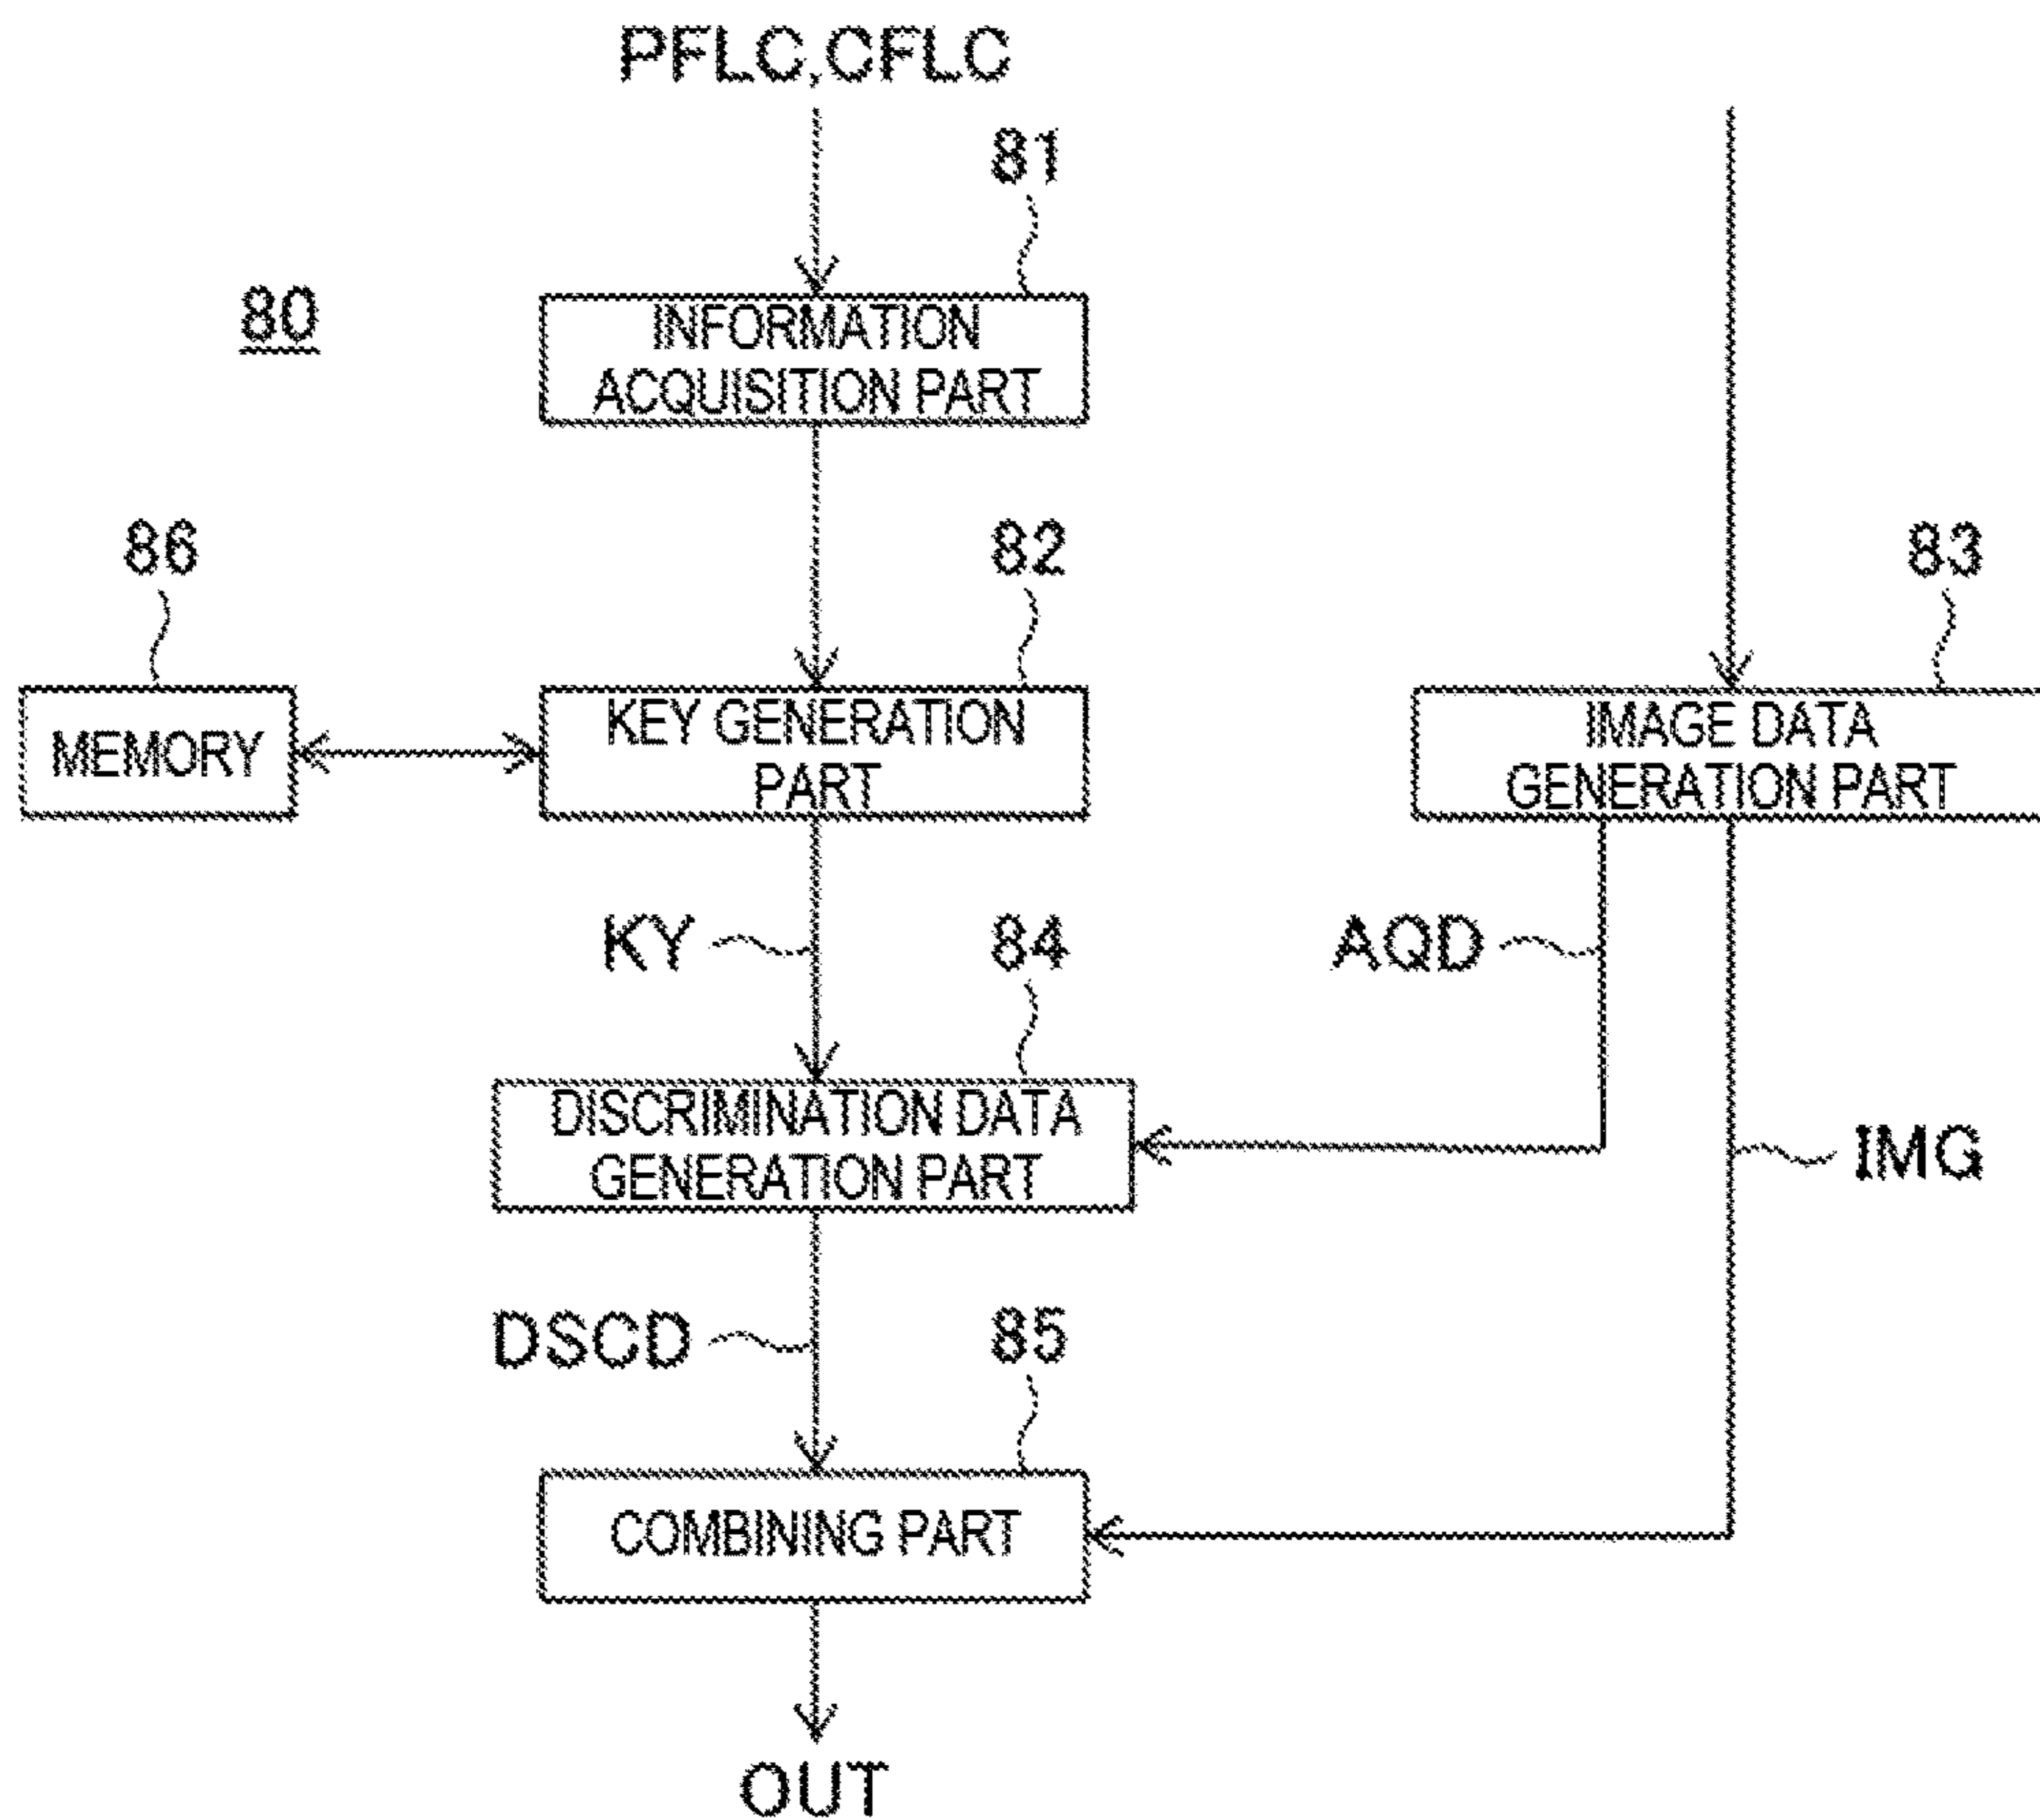 PFLC,CFLC
81
80
INFORMATION
ACQUISITION PART
86
82
83
MEMORY
KEY GENERATION
PART
IMAGE DATA
GENERATION PART
KY
84
AQD
DISCRIMINATION DATA
GENERATION PART
IMG
DSCD
85
COMBINING PART
OUT